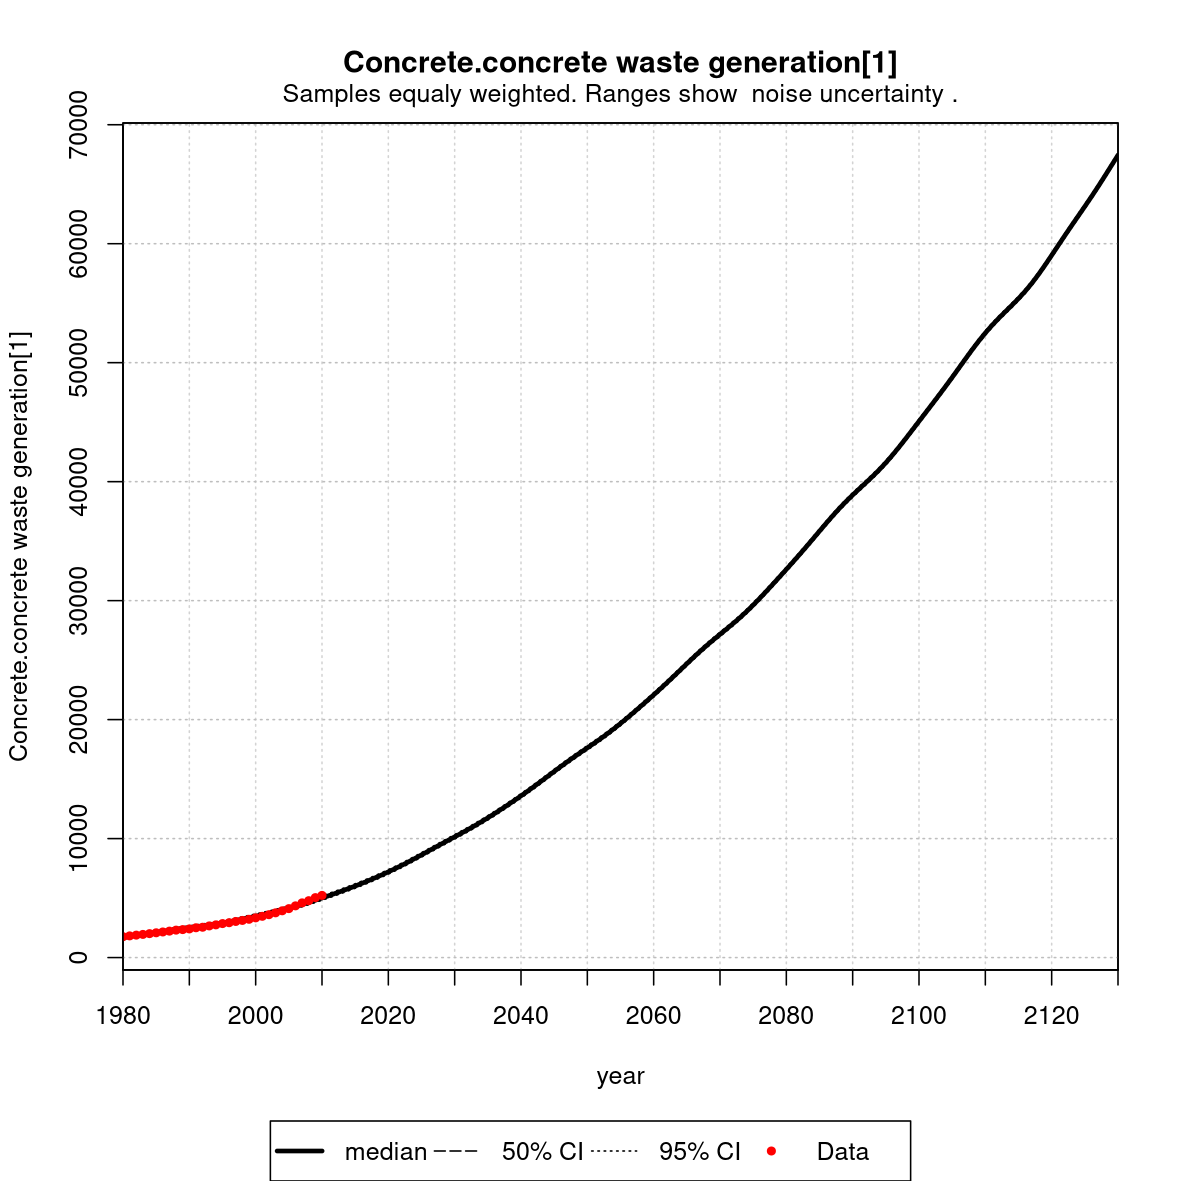 Concrete.concrete waste generation[1]
Samples equaly weighted. Ranges show  noise uncertainty .
Concrete.concrete waste generation[1]
70000
60000
50000
40000
30000
20000
10000
0
1980 2000 2020 2040 2060 2080 2100 2120
year
median 50% CI 95% CI Data